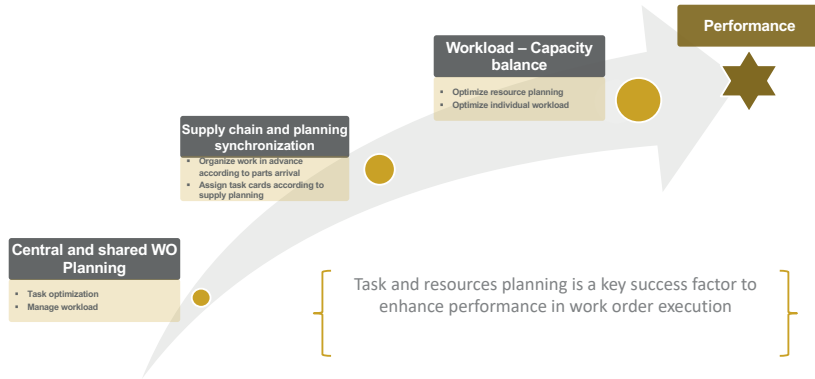 Performance
Workload – Capacity
balance
▪ Optimize resource planning
▪ Optimize individual workload
Supply chain and planning
synchronization
▪ Organize work in advance
according to parts arrival
▪ Assign task cards according to
supply planning
Central and shared WO
Planning
▪ Task optimization
▪ Manage workload
Task and resources planning is a key success factor to
enhance performance in work order execution